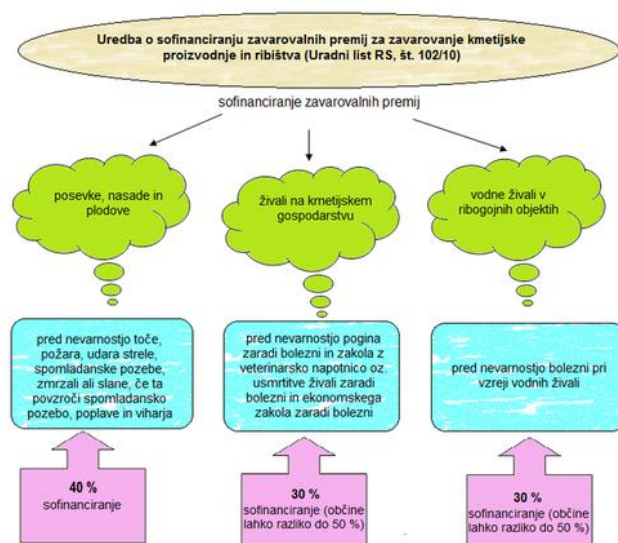 Uredba o sofinanciranju zavarovalnih premij za zavarovanje kmetijske
proizvodnje in ribištva (Uradni list RS, št. 102/10)
sofinanciranje zavarovalnih premij
posevke, nasade in
plodove
živali na kmetijskem
gospodarstvu
vodne živali v
ribogojnih objektih
pred nevarnostjo toče,
požara, udara strele,
spomladanske pozebe,
zmrzali ali slane, če ta
povzroči spomladansko
pozebo, poplave in viharja
pred nevarnostjo pogina
zaradi bolezni in zakola z
veterinarsko napotnico oz.
usmrtitve živali zaradi
bolezni in ekonomskega
zakola zaradi bolezni
pred nevarnostjo bolezni pri
vzreji vodnih živali
40 %
sofinanciranje
30 %
sofinanciranje (občine
lahko razliko do 50 %)
30 %
sofinanciranje (občine
lahko razliko do 50 %)